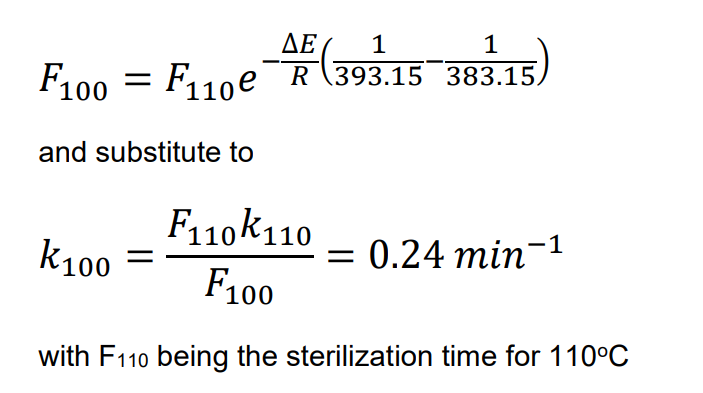 F₁₀₀ = F₁₁₀e^(−(ΔE/R)(1/393.15 − 1/383.15))
and substitute to
k₁₀₀ = F₁₁₀k₁₁₀/F₁₀₀ = 0.24 min⁻¹
with F₁₁₀ being the sterilization time for 110ᵒC